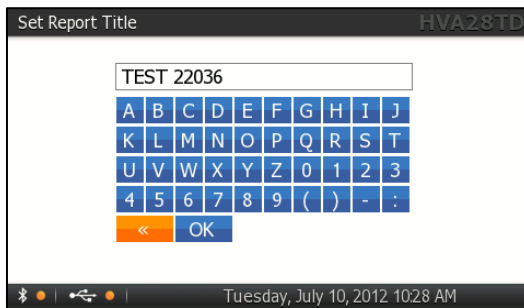 Set Report Title HVA28TD
TEST 22036
A B C D E F G H I J
K L M N O P Q R S T
U V W X Y Z 0 1 2 3
4 5 6 7 8 9 ( ) - :
« OK
Tuesday, July 10, 2012 10:28 AM